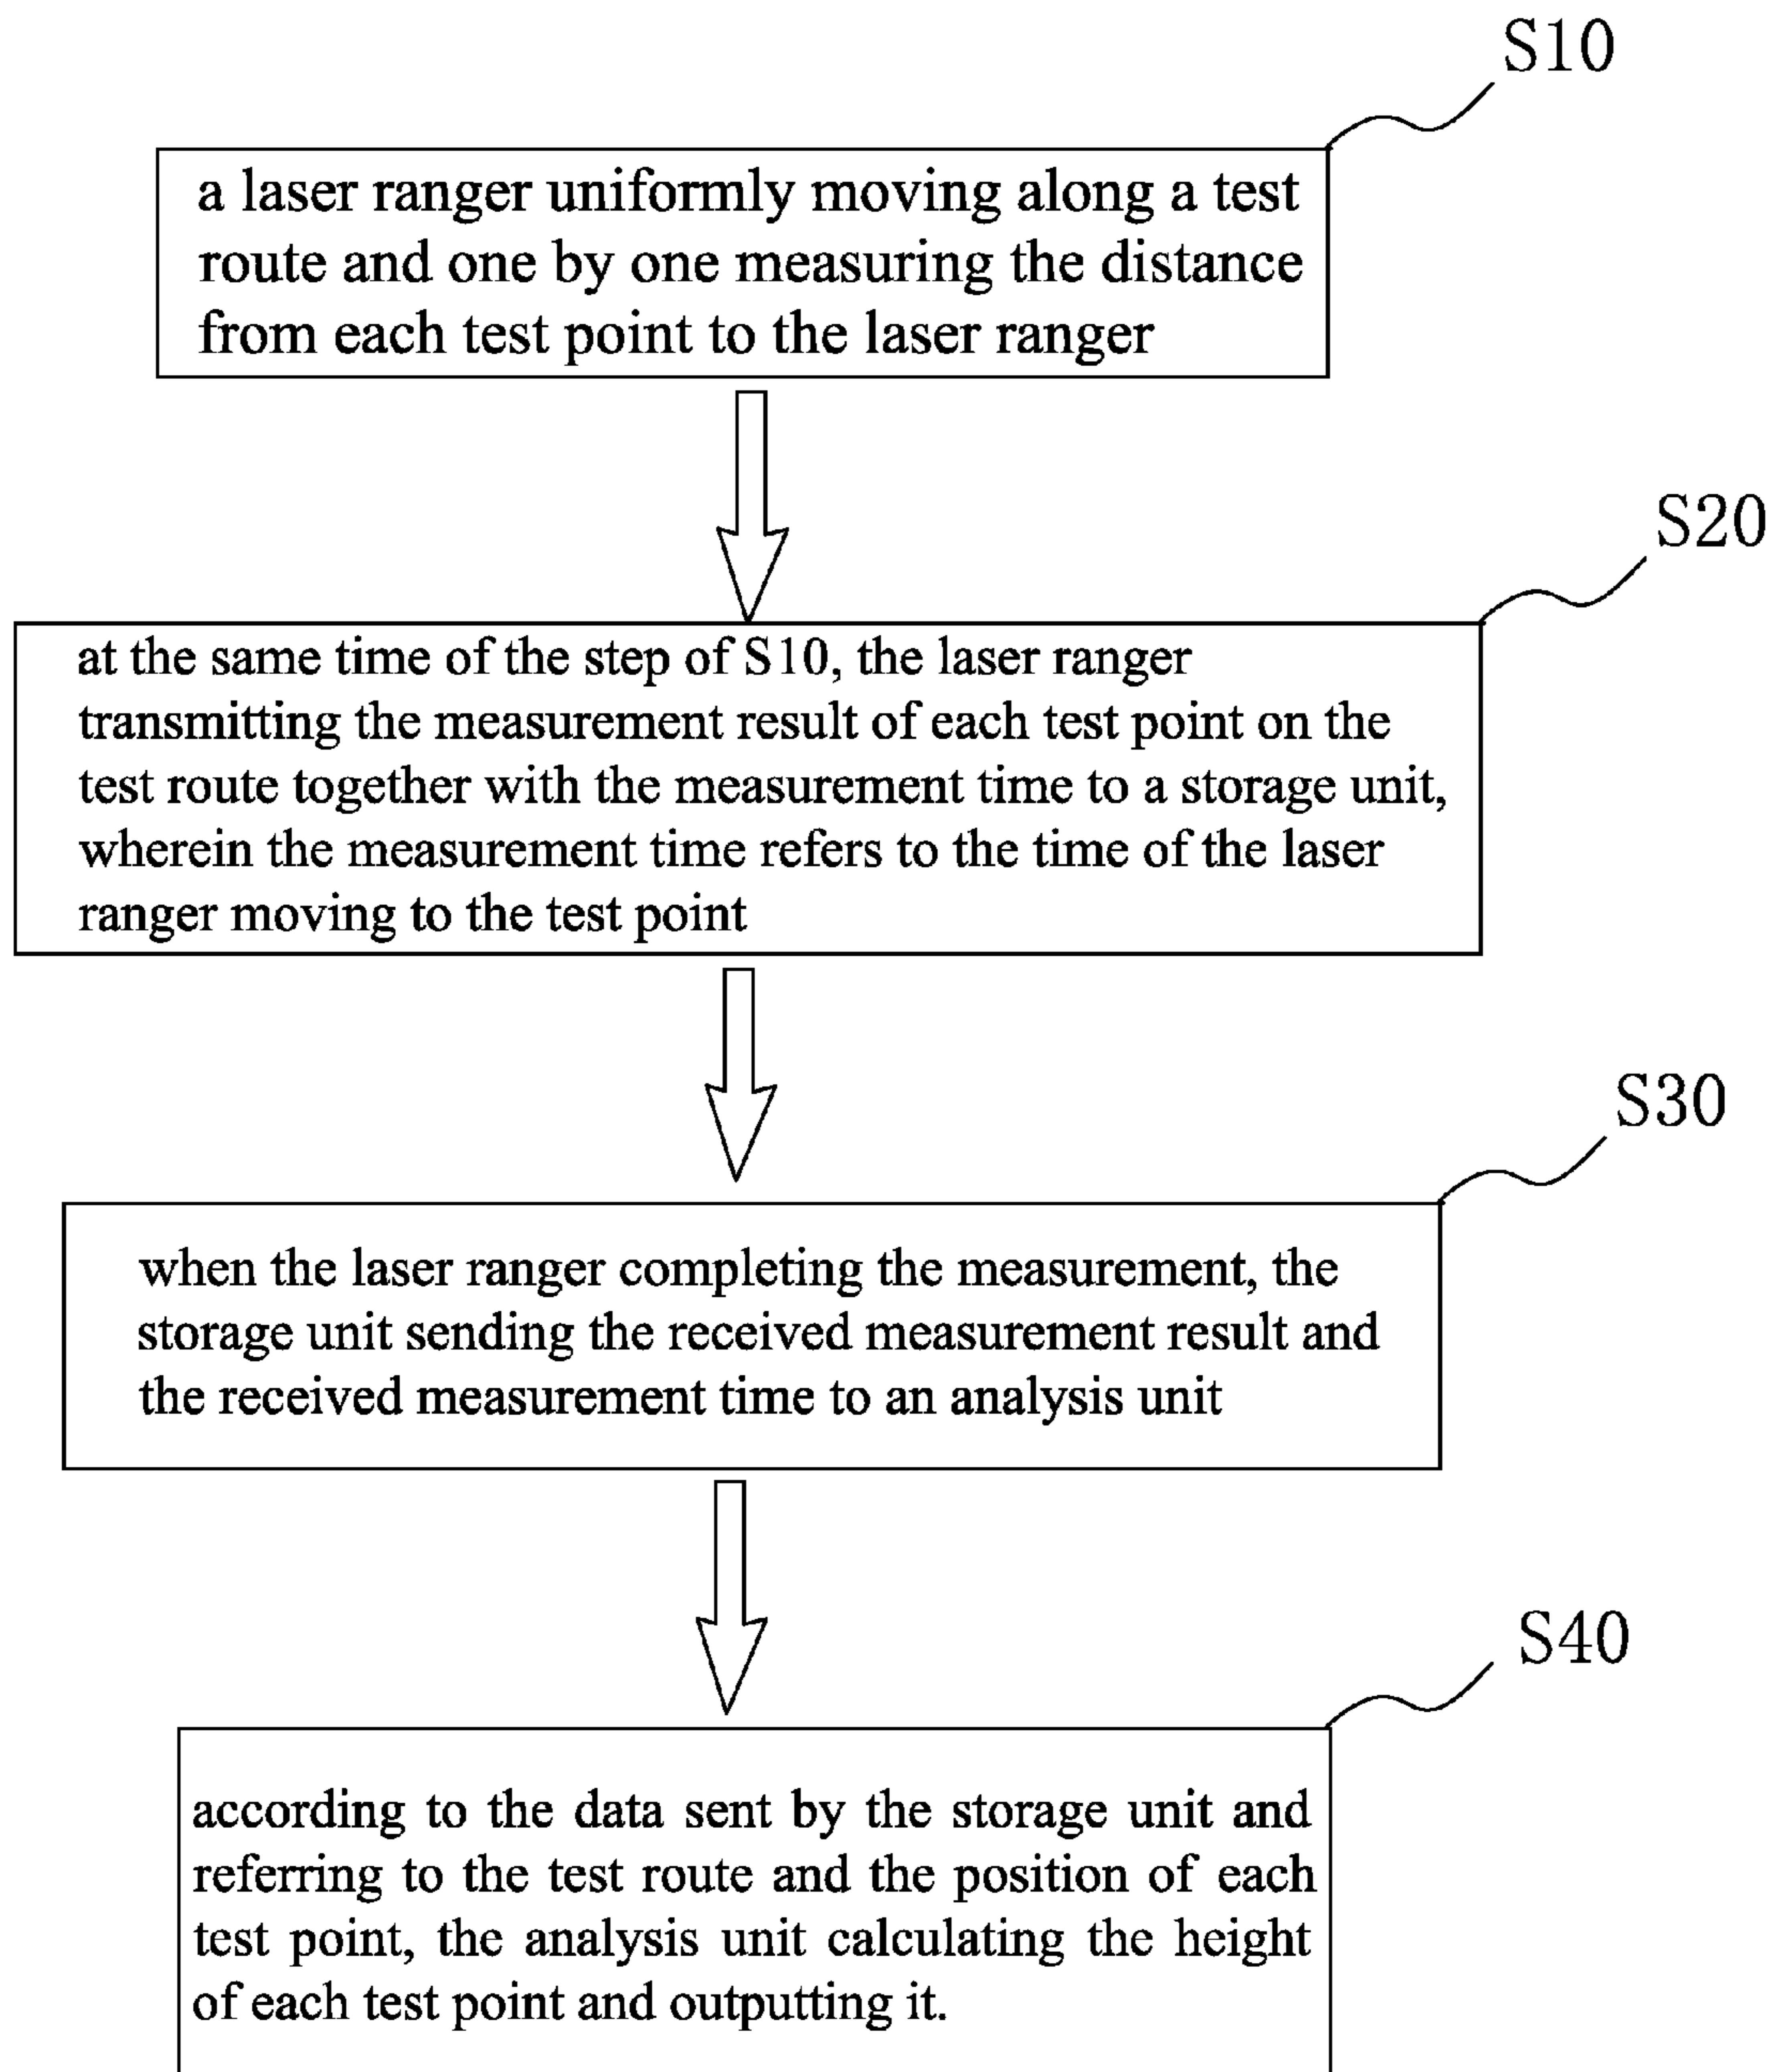 S10
a laser ranger uniformly moving along a test
route and one by one measuring the distance
from each test point to the laser ranger
S20
at the same time of the step of S10, the laser ranger
transmitting the measurement result of each test point on the
test route together with the measurement time to a storage unit,
wherein the measurement time refers to the time of the laser
ranger moving to the test point
S30
when the laser ranger completing the measurement, the
storage unit sending the received measurement result and
the received measurement time to an analysis unit
S40
according to the data sent by the storage unit and
referring to the test route and the position of each
test point, the analysis unit calculating the height
of each test point and outputting it.